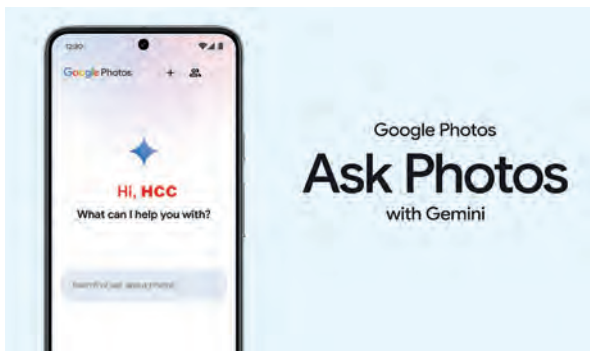 12:30
Google Photos
Hi, HCC
What can I help you with?
Google Photos
Ask Photos
with Gemini